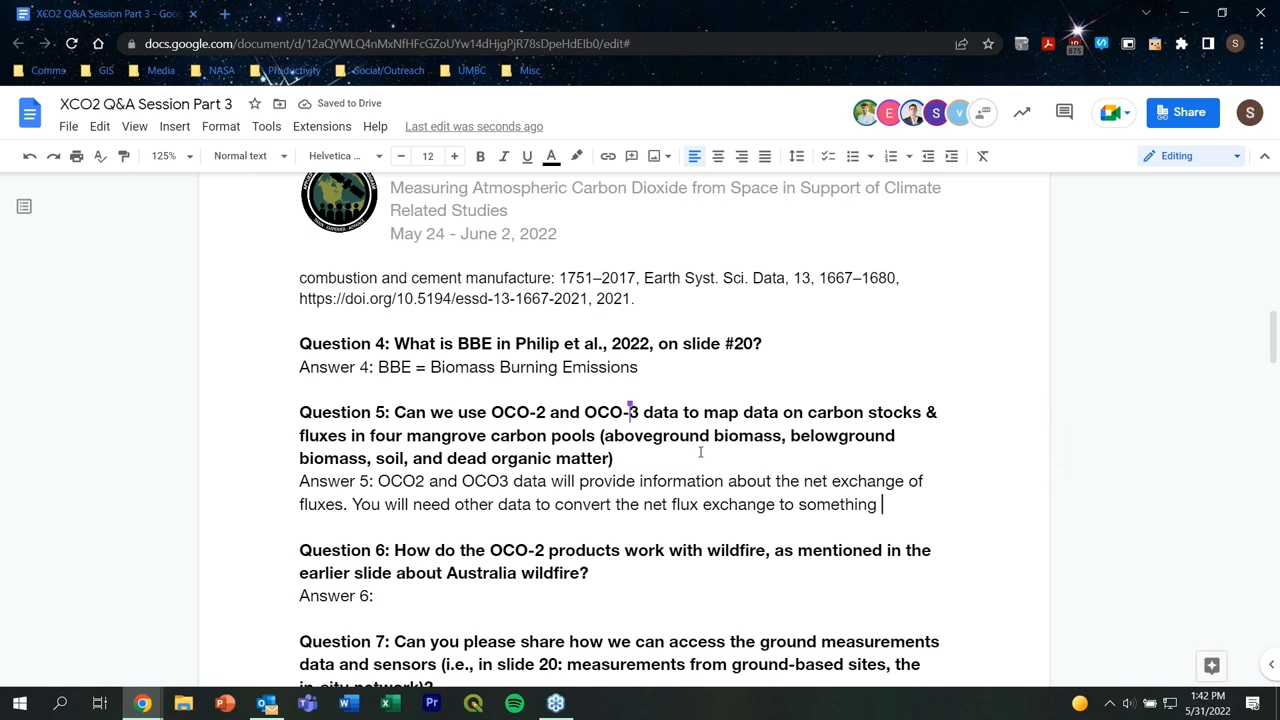 XCO2 Q&A Session Part 3 - Goo
docs.google.com/document/d/12aQYWLQ4nMxNfHFcGZoUYw14dHjgPjR78sDpeHdEIb0/edit#
Comms
GIS
Media
NASA
Productivity
Social/Outreach
UMBC
Misc
XCO2 Q&A Session Part 3
Saved to Drive
File Edit View Insert Format Tools Extensions Help Last edit was seconds ago
Share
125% Normal text Helvetica ... 12 Editing
Measuring Atmospheric Carbon Dioxide from Space in Support of Climate
Related Studies
May 24 - June 2, 2022
combustion and cement manufacture: 1751–2017, Earth Syst. Sci. Data, 13, 1667–1680,
https://doi.org/10.5194/essd-13-1667-2021, 2021.
Question 4: What is BBE in Philip et al., 2022, on slide #20?
Answer 4: BBE = Biomass Burning Emissions
Question 5: Can we use OCO-2 and OCO-3 data to map data on carbon stocks &
fluxes in four mangrove carbon pools (aboveground biomass, belowground
biomass, soil, and dead organic matter)
Answer 5: OCO2 and OCO3 data will provide information about the net exchange of
fluxes. You will need other data to convert the net flux exchange to something
Question 6: How do the OCO-2 products work with wildfire, as mentioned in the
earlier slide about Australia wildfire?
Answer 6:
Question 7: Can you please share how we can access the ground measurements
data and sensors (i.e., in slide 20: measurements from ground-based sites, the
in-city network)?
1:42 PM
5/31/2022